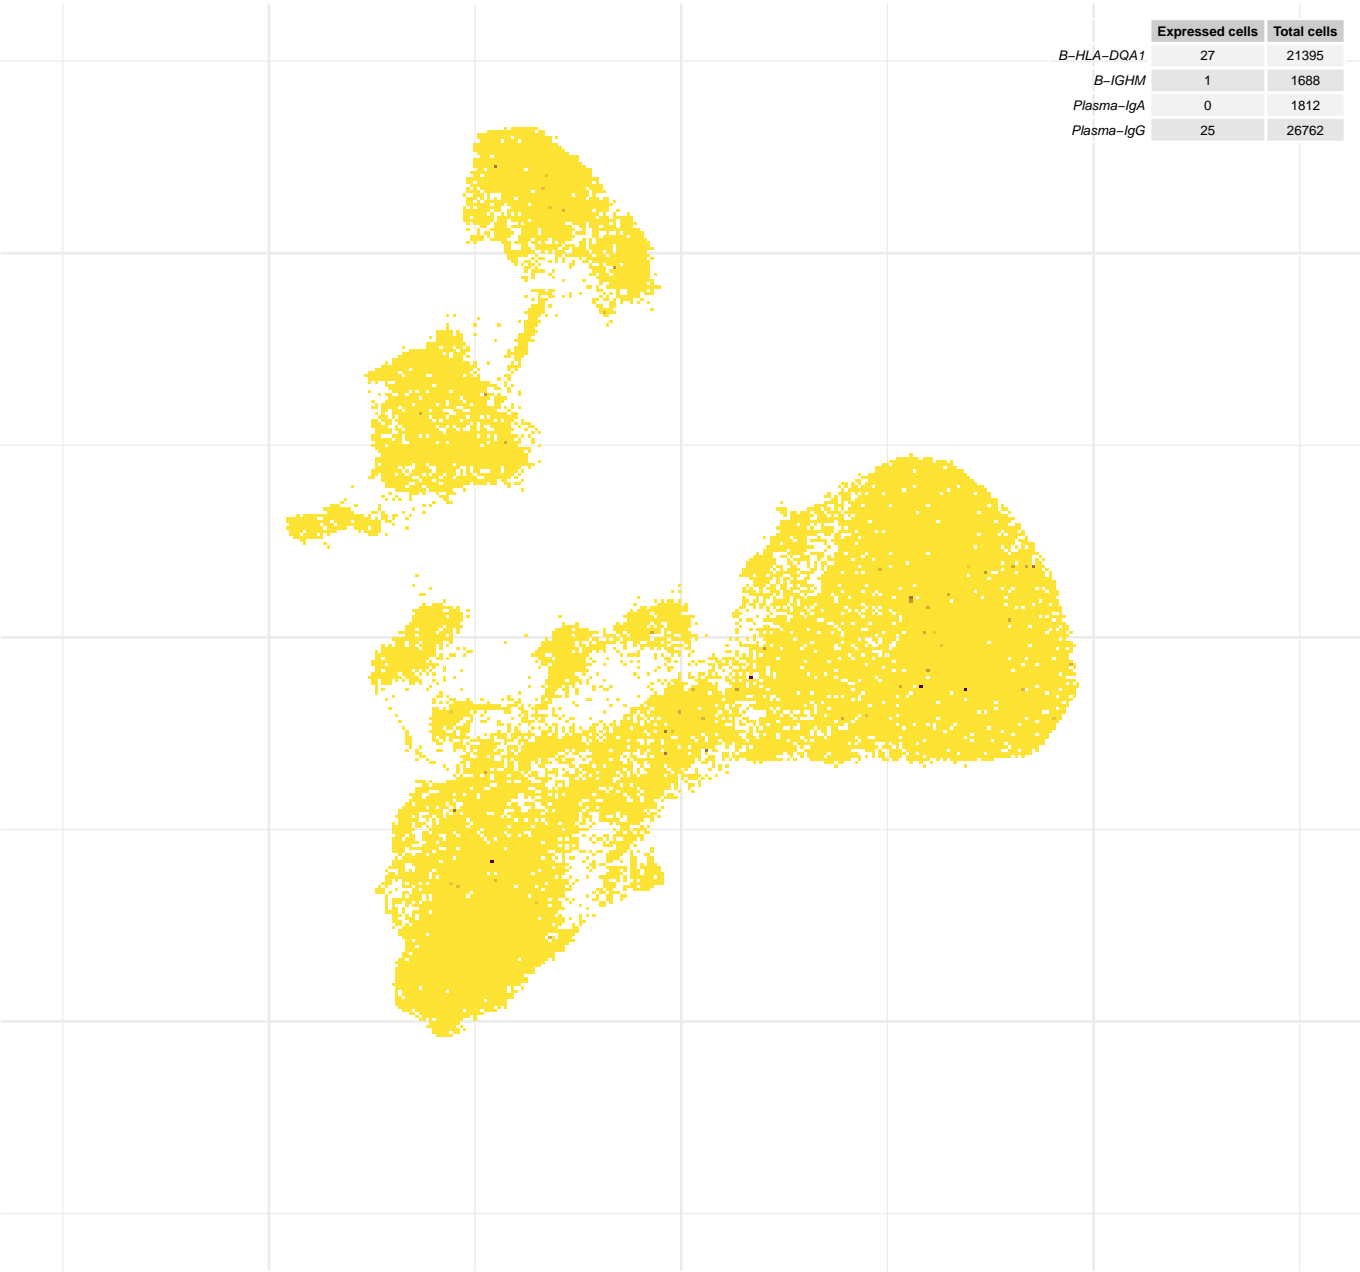 Expressed cells Total cells
B−HLA−DQA1 27 21395
B−IGHM 1 1688
Plasma−IgA 0 1812
Plasma−IgG 25 26762